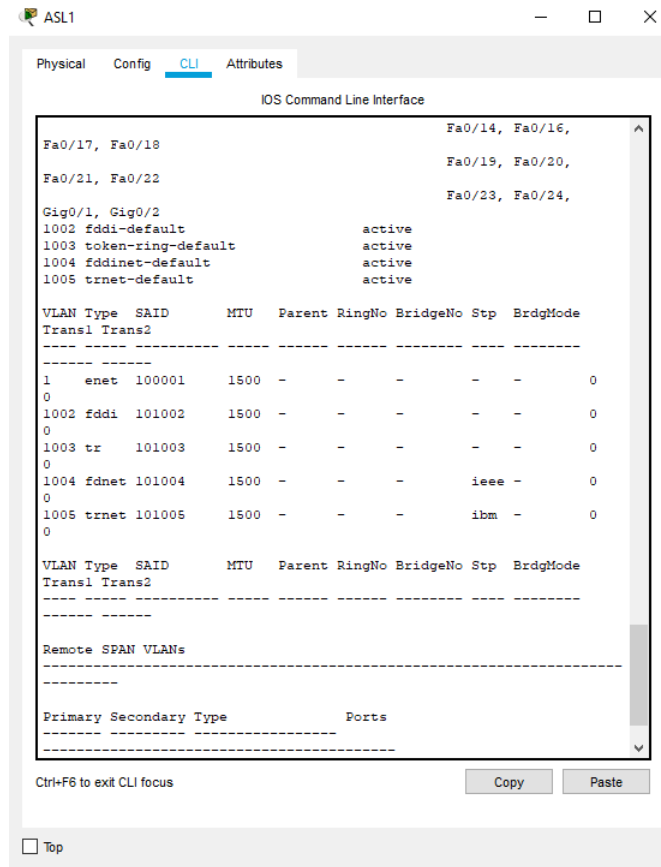 ASL1
Physical Config CLI Attributes
IOS Command Line Interface
Fa0/14, Fa0/16,
Fa0/17, Fa0/18
Fa0/19, Fa0/20,
Fa0/21, Fa0/22
Fa0/23, Fa0/24,
Gig0/1, Gig0/2
1002 fddi-default active
1003 token-ring-default active
1004 fddinet-default active
1005 trnet-default active
VLAN Type SAID MTU Parent RingNo BridgeNo Stp BrdgMode
Trans1 Trans2
---- ----- ---------- ----- ------ ------ -------- ---- --------
------ ------
1 enet 100001 1500 - - - - - 0
0
1002 fddi 101002 1500 - - - - - 0
0
1003 tr 101003 1500 - - - - - 0
0
1004 fdnet 101004 1500 - - - ieee - 0
0
1005 trnet 101005 1500 - - - ibm - 0
0
VLAN Type SAID MTU Parent RingNo BridgeNo Stp BrdgMode
Trans1 Trans2
---- ----- ---------- ----- ------ ------ -------- ---- --------
------ ------
Remote SPAN VLANs
---------------------------------------------------------------------
---------
Primary Secondary Type Ports
------- --------- -----------------
------------------------------------------
Ctrl+F6 to exit CLI focus
Copy Paste
Top